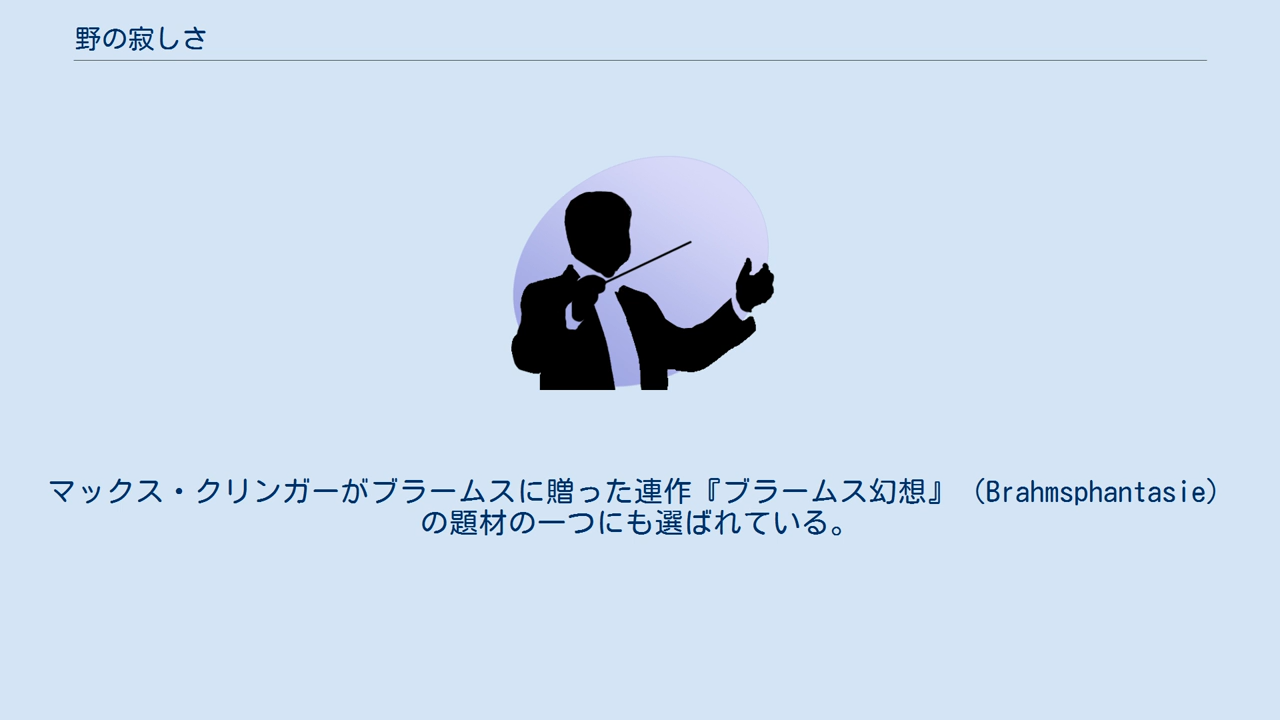 野の寂しさ
マックス・クリンガーがブラームスに贈った連作『ブラームス幻想』（Brahmsphantasie）
の題材の一つにも選ばれている。